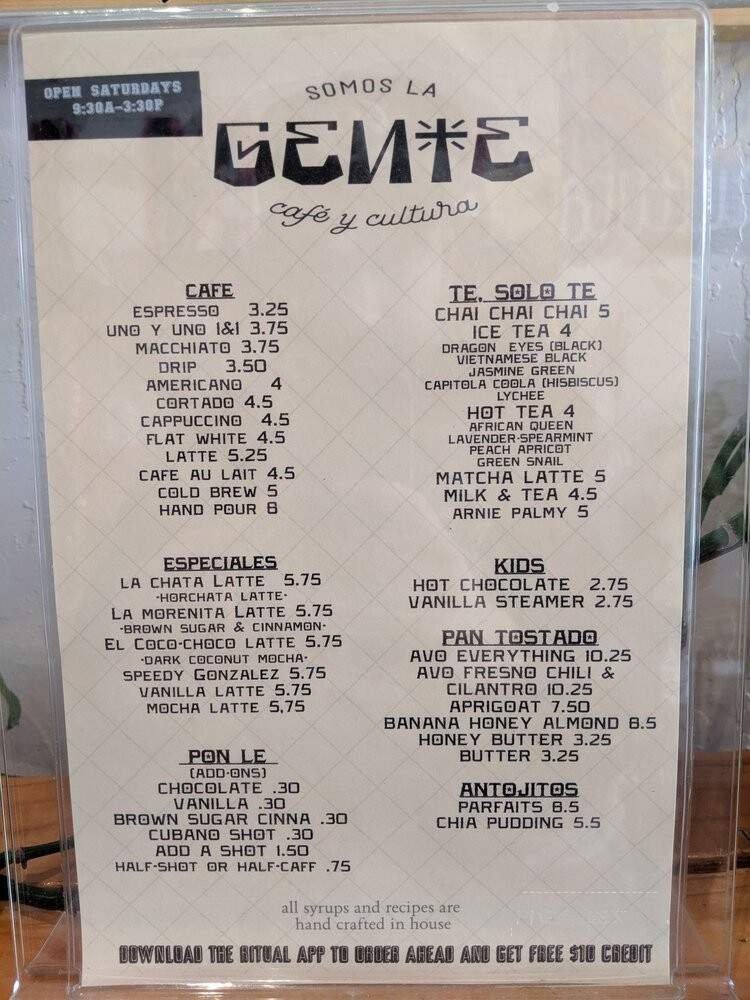 OPEN SATURDAYS
9:30A-3:30P
SOMOS LA
GENTE
café y cultura
CAFE
ESPRESSO 3.25
UNO Y UNO 1&1 3.75
MACCHIATO 3.75
DRIP 3.50
AMERICANO 4
CORTADO 4.5
CAPPUCCINO 4.5
FLAT WHITE 4.5
LATTE 5.25
CAFE AU LAIT 4.5
COLD BREW 5
HAND POUR 6
ESPECIALES
LA CHATA LATTE 5.75
-HORCHATA LATTE-
LA MORENITA LATTE 5.75
-BROWN SUGAR & CINNAMON-
EL COCO-CHOCO LATTE 5.75
-DARK COCONUT MOCHA-
SPEEDY GONZALEZ 5.75
VANILLA LATTE 5.75
MOCHA LATTE 5,75
PON LE
(ADD-ONS)
CHOCOLATE .30
VANILLA .30
BROWN SUGAR CINNA .30
CUBANO SHOT .30
ADD A SHOT 1.50
HALF-SHOT OR HALF-CAFF .75
TE, SOLO TE
CHAI CHAI CHAI 5
ICE TEA 4
DRAGON EYES (BLACK)
VIETNAMESE BLACK
JASMINE GREEN
CAPITOLA COOLA (HISBISCUS)
LYCHEE
HOT TEA 4
AFRICAN QUEEN
LAVENDER-SPEARMINT
PEACH APRICOT
GREEN SNAIL
MATCHA LATTE 5
MILK & TEA 4.5
ARNIE PALMY 5
KIDS
HOT CHOCOLATE 2.75
VANILLA STEAMER 2.75
PAN TOSTADO
AVO EVERYTHING 10.25
AVO FRESNO CHILI &
CILANTRO 10.25
APRIGOAT 7.50
BANANA HONEY ALMOND 8.5
HONEY BUTTER 3.25
BUTTER 3.25
ANTOJITOS
PARFAITS 8.5
CHIA PUDDING 5.5
all syrups and recipes are
hand crafted in house
DOWNLOAD THE RITUAL APP TO ORDER AHEAD AND GET FREE $10 CREDIT